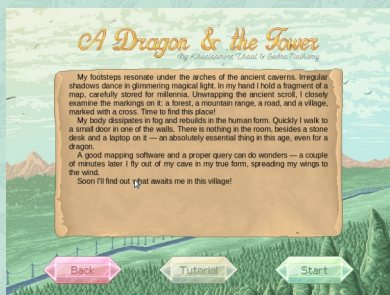 A Dragon & the Tower
My footsteps resonate under the arches of the ancient caverns. Irregular
shadows dance in glimmering magical light. In my hand I hold a fragment of a
map, carefully stored for millennia. Unwrapping the ancient scroll, I closely
examine the markings on it: a forest, a mountain range, a road, and a village,
marked with a cross. Time to find this place!
My body dissipates in fog and rebuilds in the human form. Quickly I walk to
a small door in one of the walls. There is nothing in the room, besides a stone
desk and a laptop on it — an absolutely essential thing in this age, even for a
dragon.
A good mapping software and a proper query can do wonders — a couple
of minutes later I fly out of my cave in my true form, spreading my wings to
the wind.
Soon I'll find out what awaits me in this village!
Back
Tutorial
Start